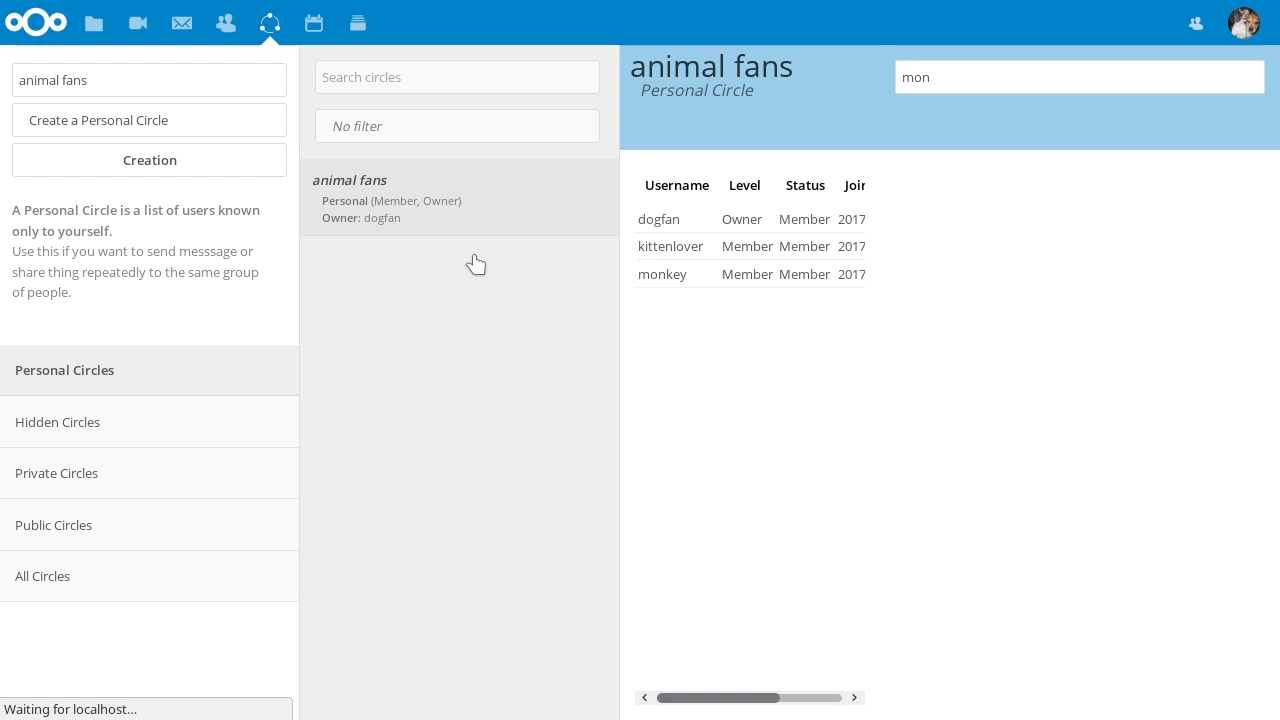 animal fans
Create a Personal Circle
Creation
A Personal Circle is a list of users known
only to yourself.
Use this if you want to send messsage or
share thing repeatedly to the same group
of people.
Personal Circles
Hidden Circles
Private Circles
Public Circles
All Circles
Waiting for localhost...
Search circles
No filter
animal fans
Personal (Member, Owner)
Owner: dogfan
animal fans
Personal Circle
mon
Username Level Status Join
dogfan Owner Member 2017
kittenlover Member Member 2017
monkey Member Member 2017